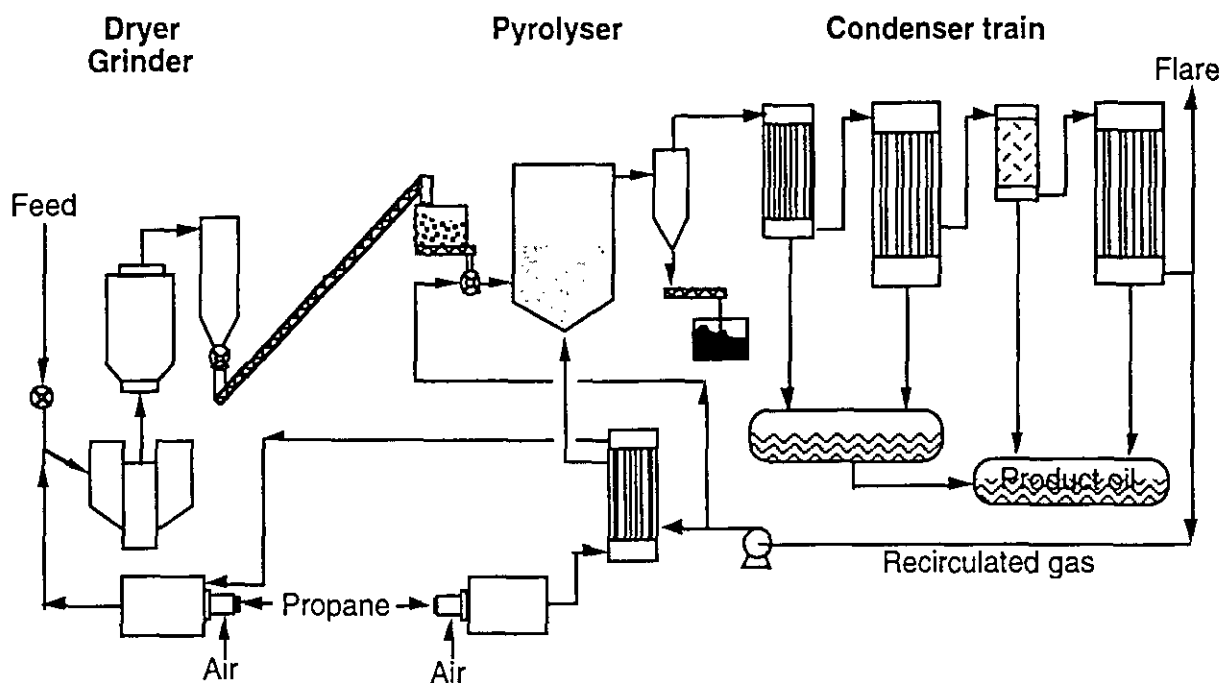 Dryer
Grinder
Pyrolyser
Condenser train
Flare
Feed
Product oil
Recirculated gas
Propane
Air
Air